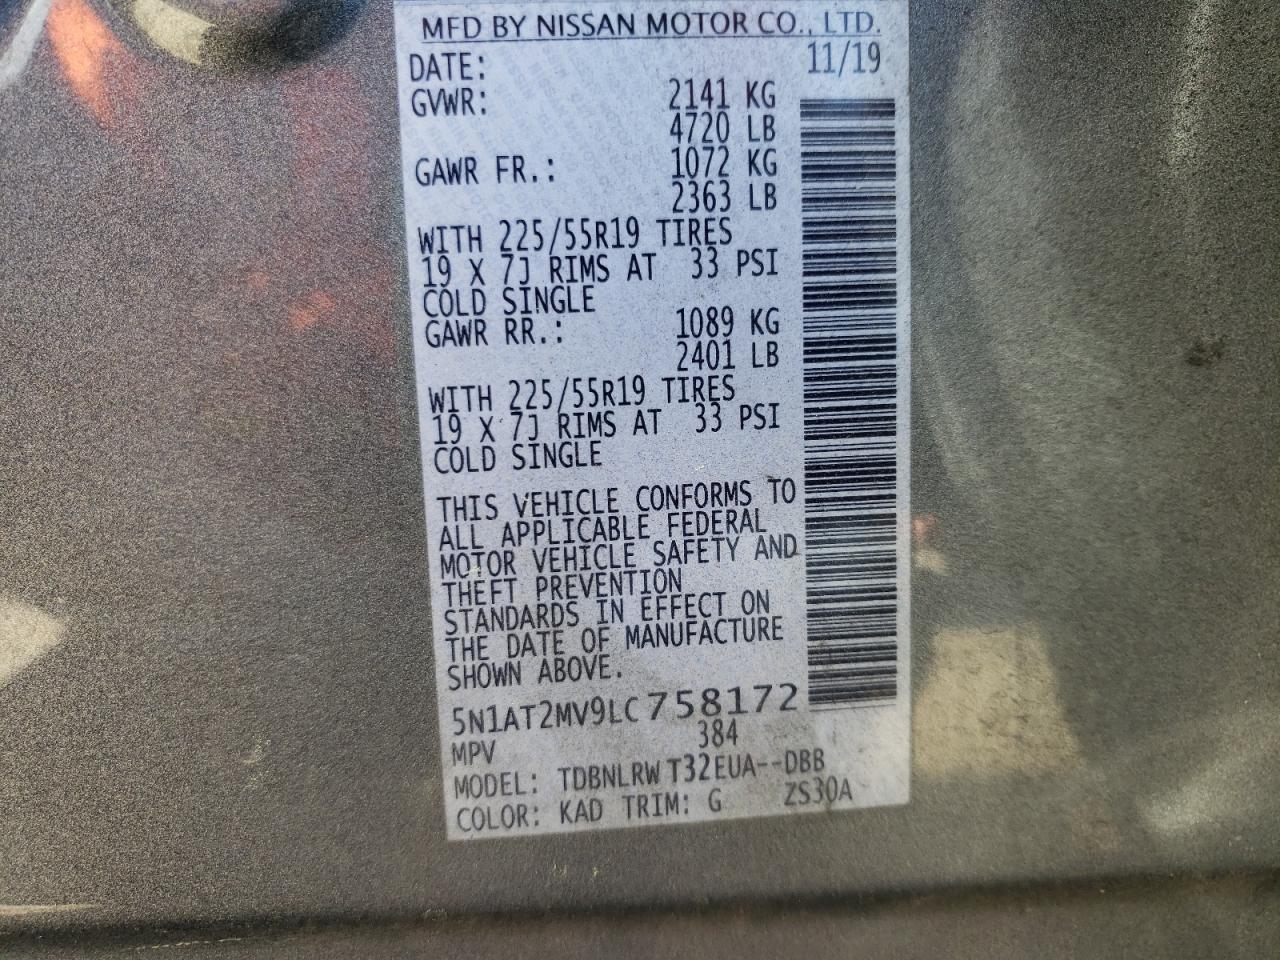 MFD BY NISSAN MOTOR CO., LTD.
DATE: 11/19
GVWR: 2141 KG
4720 LB
GAWR FR.: 1072 KG
2363 LB
WITH 225/55R19 TIRES
19 X 7J RIMS AT 33 PSI
COLD SINGLE
GAWR RR.: 1089 KG
2401 LB
WITH 225/55R19 TIRES
19 X 7J RIMS AT 33 PSI
COLD SINGLE
THIS VEHICLE CONFORMS TO
ALL APPLICABLE FEDERAL
MOTOR VEHICLE SAFETY AND
THEFT PREVENTION
STANDARDS IN EFFECT ON
THE DATE OF MANUFACTURE
SHOWN ABOVE.
5N1AT2MV9LC758172
MPV 384
MODEL: TDBNLRW T32EUA--DBB
COLOR: KAD TRIM: G ZS30A